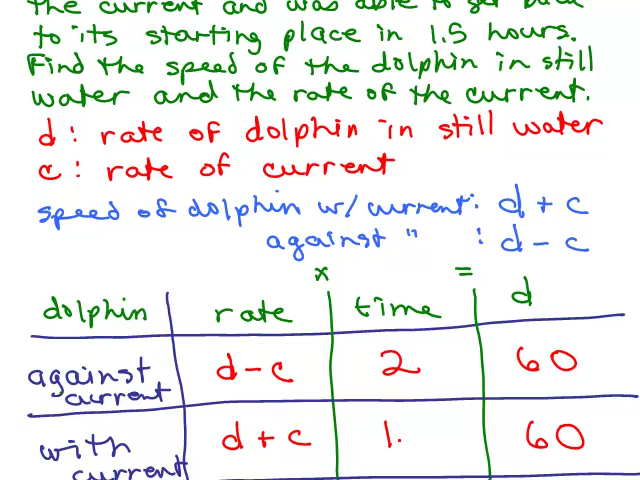 the current and was able to get back
to its starting place in 1.5 hours.
Find the speed of the dolphin in still
water and the rate of the current.
d: rate of dolphin in still water
c: rate of current
speed of dolphin w/ current: d + c
against " : d - c
x =
dolphin rate time d
against current d - c 2 60
with current d + c 1. 60